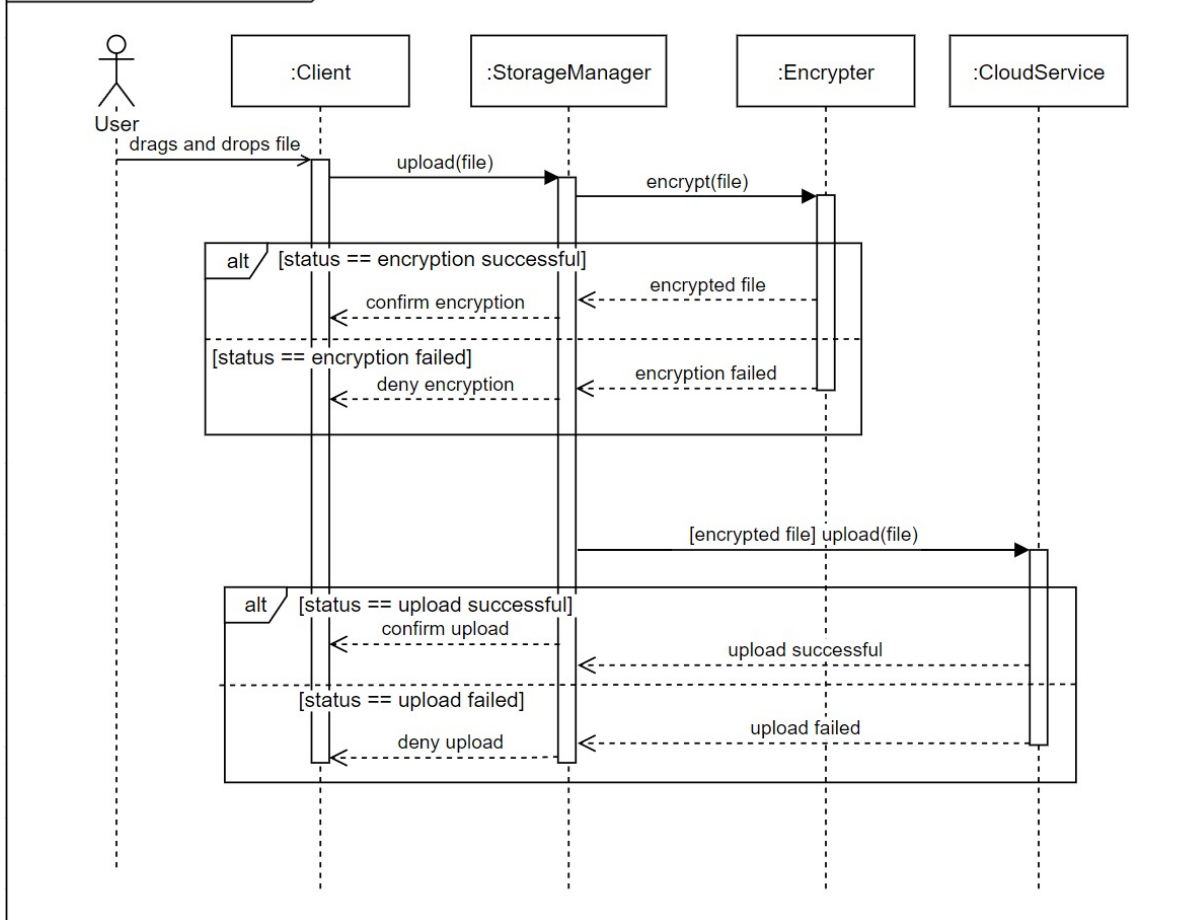 :Client
:StorageManager
:Encrypter
:CloudService
User
drags and drops file
upload(file)
encrypt(file)
alt
[status == encryption successful]
encrypted file
confirm encryption
[status == encryption failed]
encryption failed
deny encryption
[encrypted file] upload(file)
alt
[status == upload successful]
confirm upload
upload successful
[status == upload failed]
upload failed
deny upload